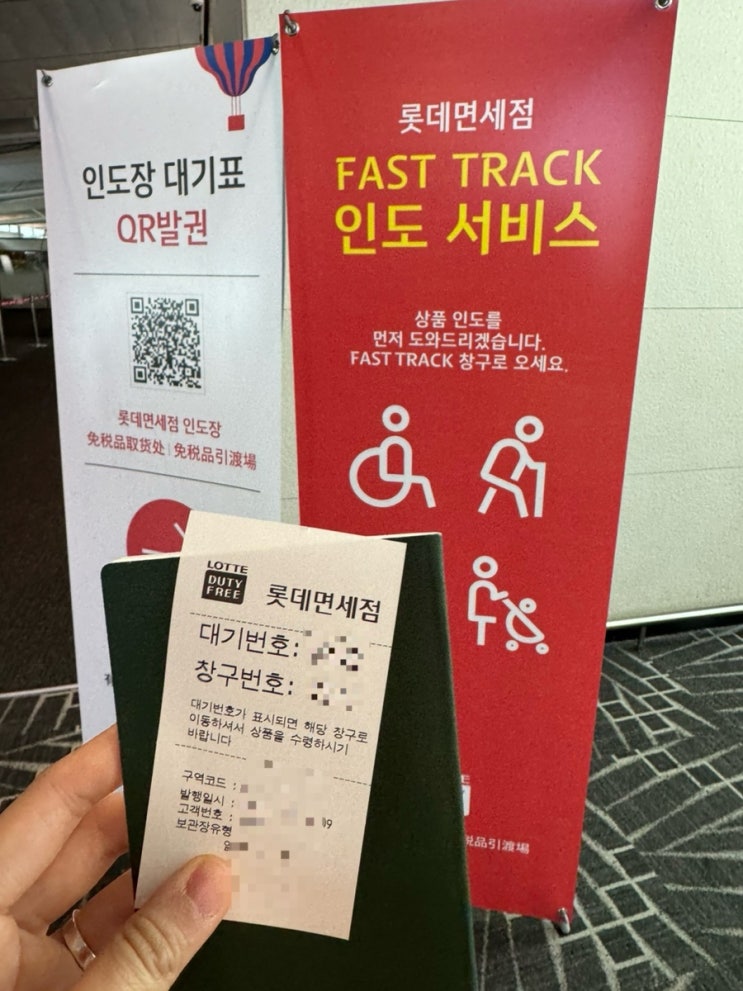 인도장 대기표
QR발권
롯데면세점 인도장
免税品取货处 | 免税品引渡場
롯데면세점
FAST TRACK
인도 서비스
상품 인도를
먼저 도와드리겠습니다.
FAST TRACK 창구로 오세요.
税品引渡場
LOTTE
DUTY
FREE
롯데면세점
대기번호:
창구번호:
대기번호가 표시되면 해당 창구로
이동하셔서 상품을 수령하시기
바랍니다
구역코드 :
발행일시 :
고객번호 :
보관장유형